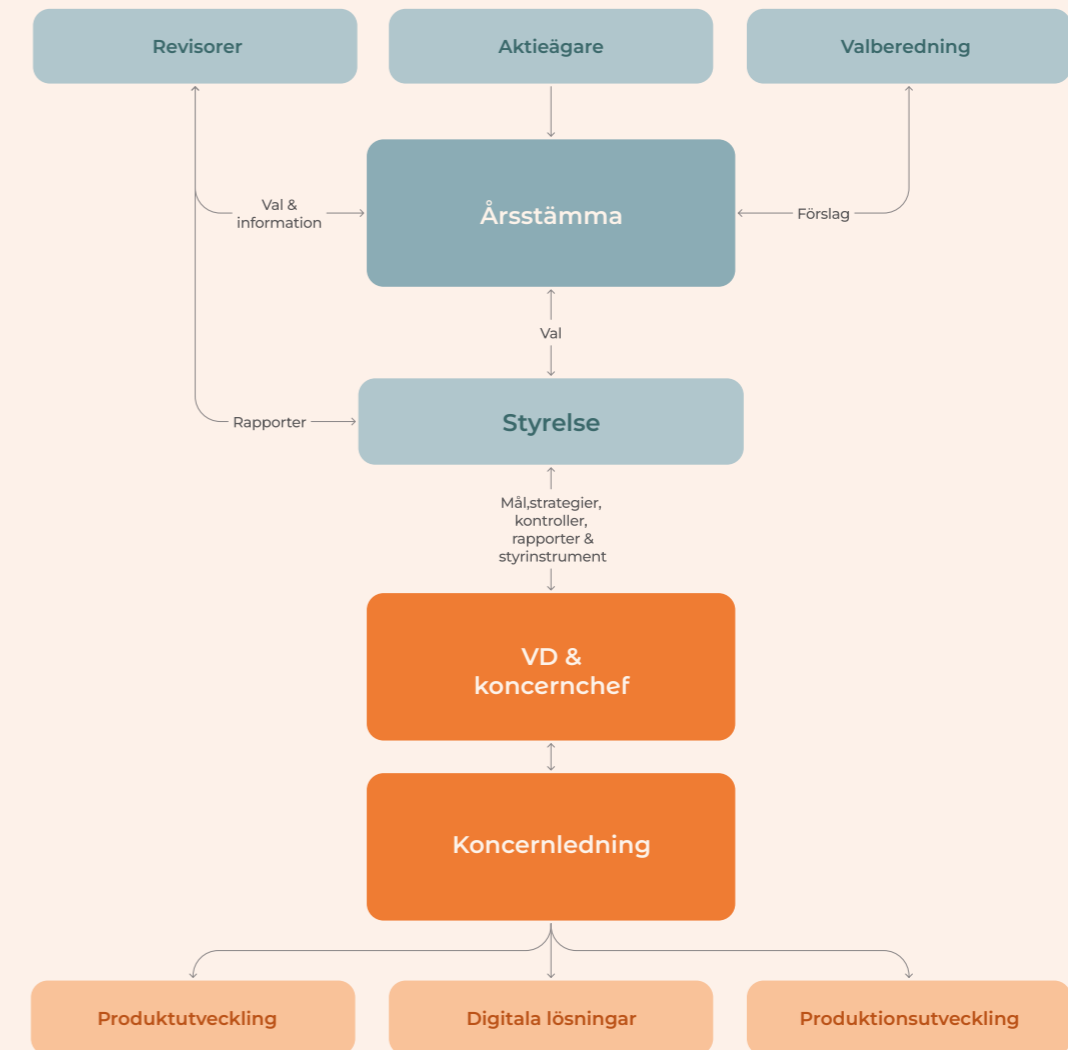 Revisorer
Aktieägare
Valberedning
Årsstämma
Val &
information
Förslag
Val
Styrelse
Rapporter
Mål,strategier,
kontroller,
rapporter &
styrinstrument
VD &
koncernchef
Koncernledning
Produktutveckling
Digitala lösningar
Produktionsutveckling